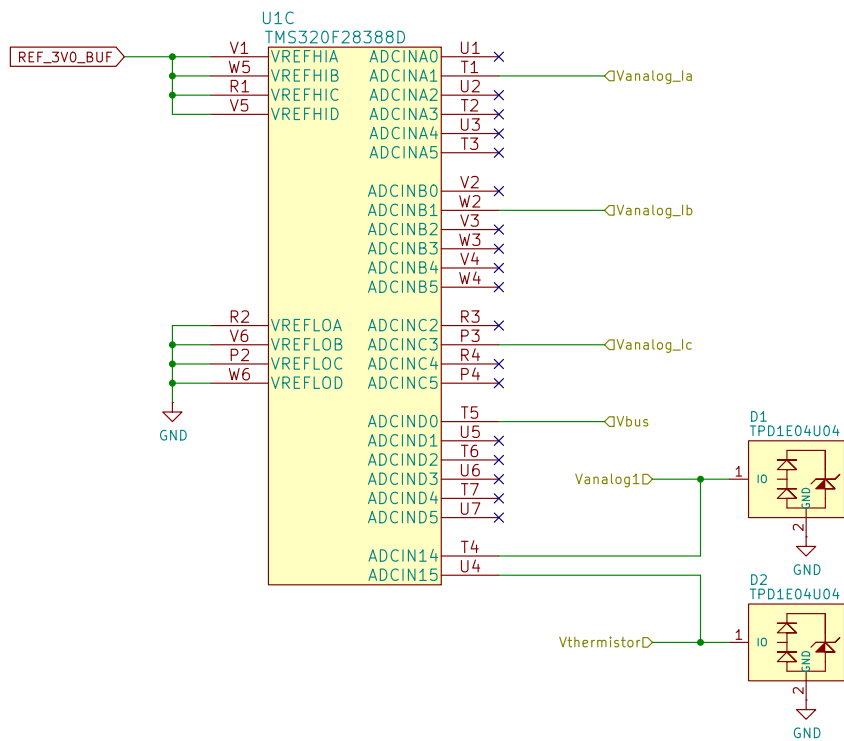 U1C
TMS320F28388D
REF_3V0_BUF
V1 VREFHIA ADCINA0 U1
W5 VREFHIB ADCINA1 T1 Vanalog_Ia
R1 VREFHIC ADCINA2 U2
V5 VREFHID ADCINA3 T2
ADCINA4 U3
ADCINA5 T3
ADCINB0 V2
ADCINB1 W2 Vanalog_Ib
ADCINB2 V3
ADCINB3 W3
ADCINB4 V4
ADCINB5 W4
R2 VREFLOA ADCINC2 R3
V6 VREFLOB ADCINC3 P3 Vanalog_Ic
P2 VREFLOC ADCINC4 R4
W6 VREFLOD ADCINC5 P4
GND
ADCIND0 T5 Vbus
ADCIND1 U5
ADCIND2 T6
ADCIND3 U6
ADCIND4 T7
ADCIND5 U7
ADCIN14 T4
ADCIN15 U4
D1
TPD1E04U04
Vanalog1 1 IO
GND
2
GND
D2
TPD1E04U04
Vthermistor 1 IO
GND
2
GND